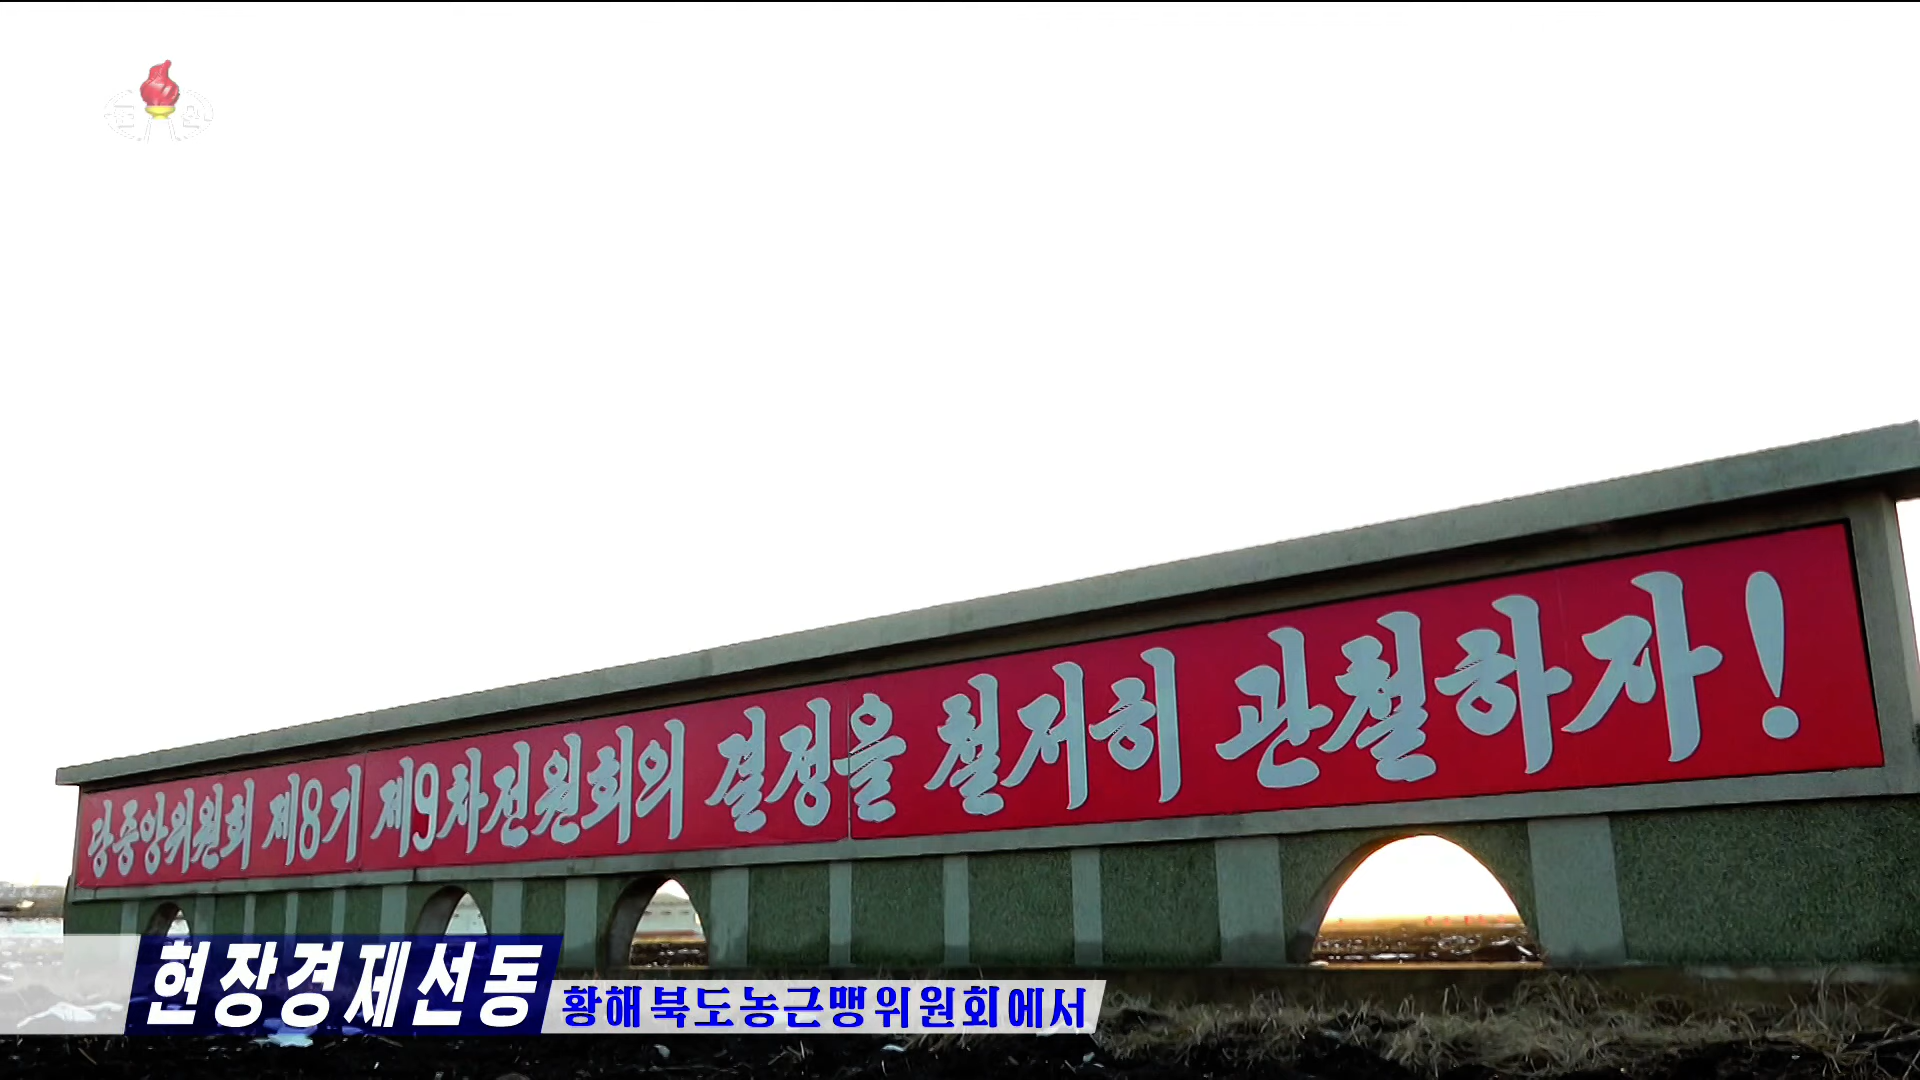 당중앙위원회 제8기 제9차전원회의 결정을 철저히 관철하자!
현장경제선동
황해북도농근맹위원회에서